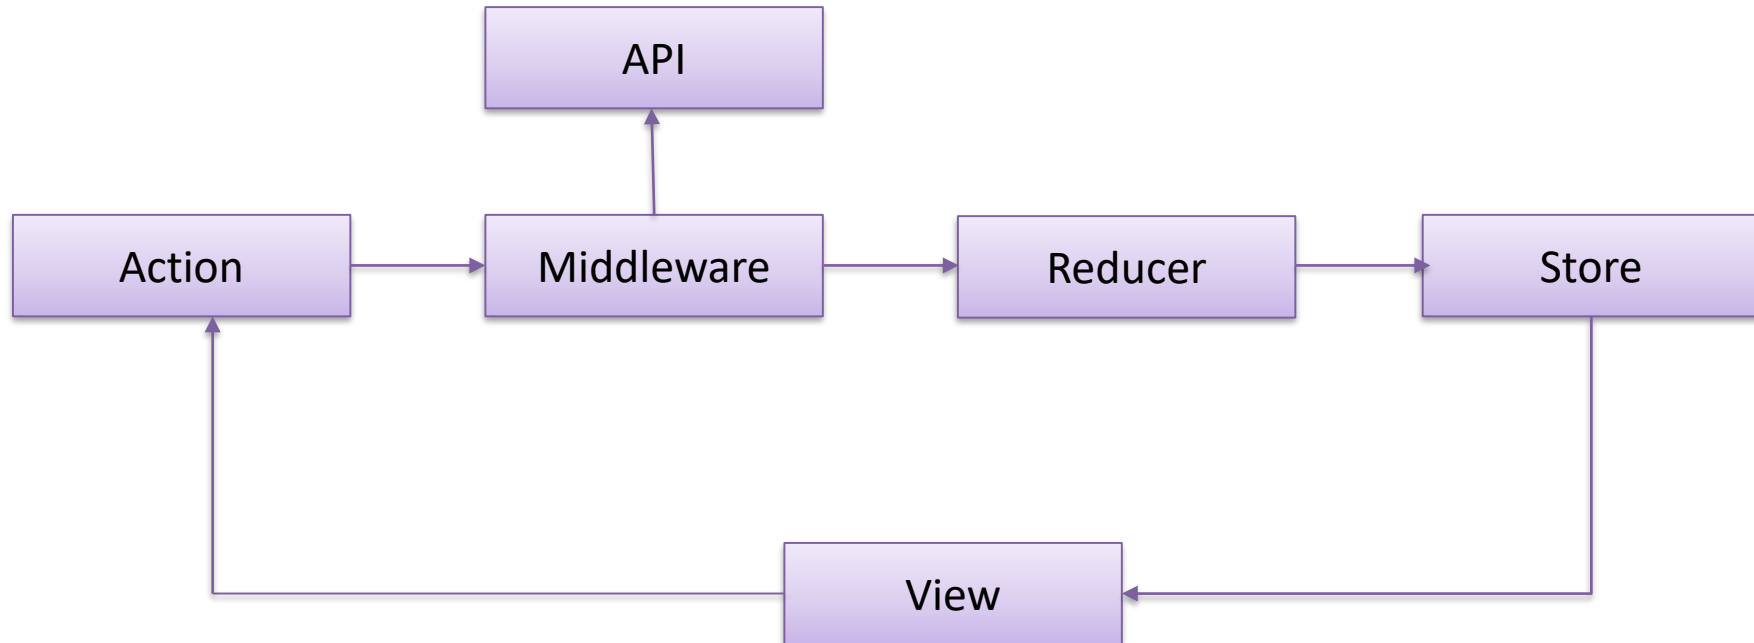 API
Action
Middleware
Reducer
Store
View